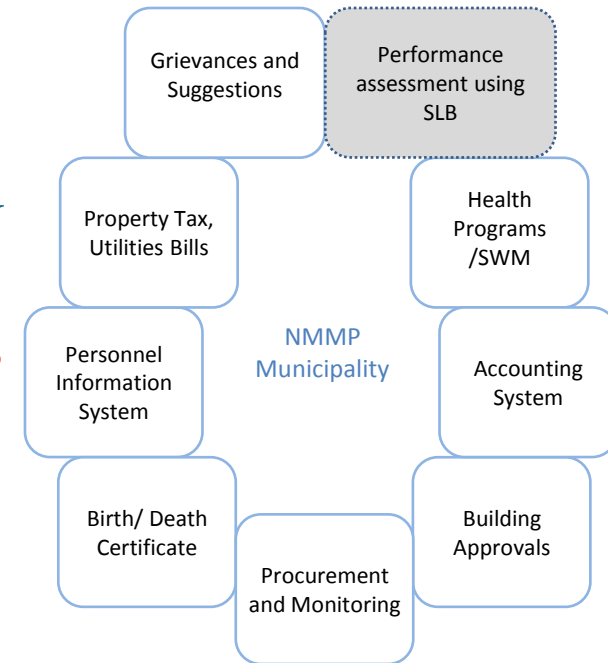 Grievances and
Suggestions
Performance
assessment using
SLB
Property Tax,
Utilities Bills
Health
Programs
/SWM
NMMP
Municipality
Personnel
Information
System
Accounting
System
Birth/ Death
Certificate
Building
Approvals
Procurement
and Monitoring